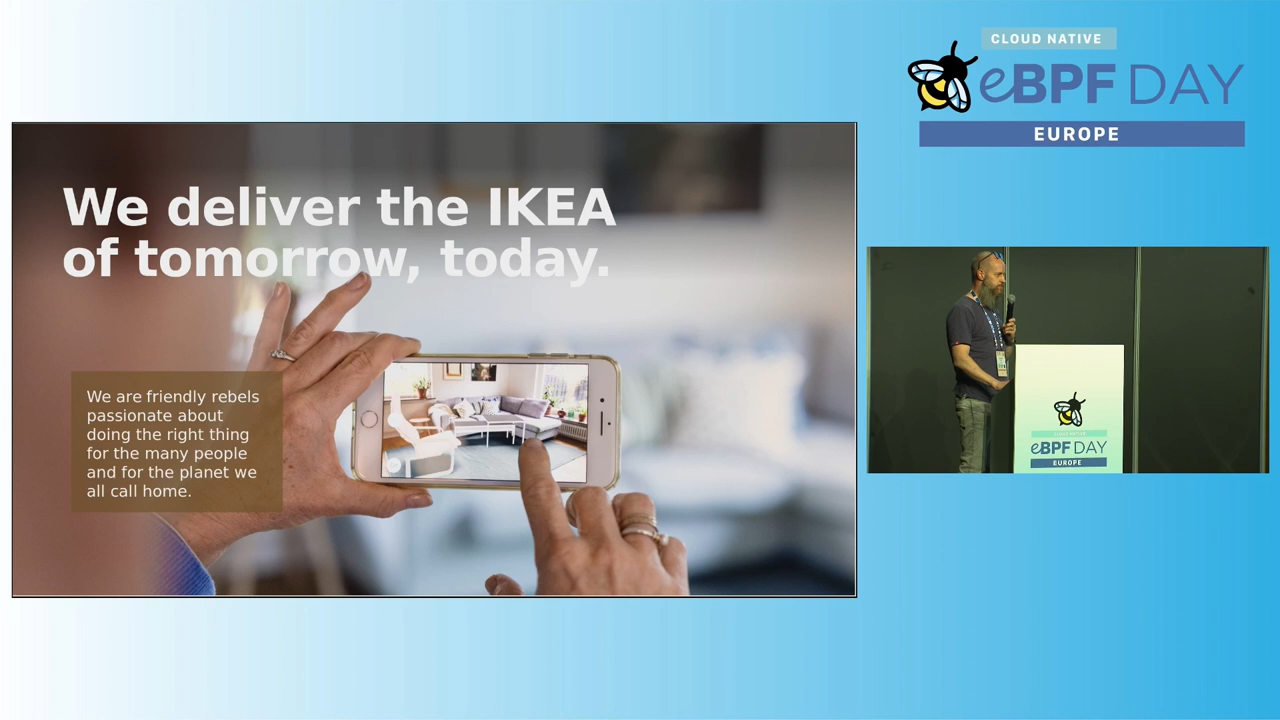 CLOUD NATIVE
eBPF DAY
EUROPE
We deliver the IKEA
of tomorrow, today.
We are friendly rebels
passionate about
doing the right thing
for the many people
and for the planet we
all call home.
eBPF DAY
EUROPE